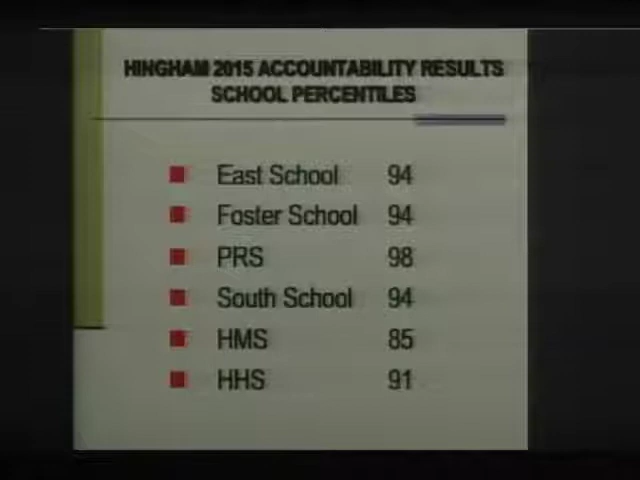 HINGHAM 2015 ACCOUNTABILITY RESULTS
SCHOOL PERCENTILES
East School 94
Foster School 94
PRS 98
South School 94
HMS 85
HHS 91